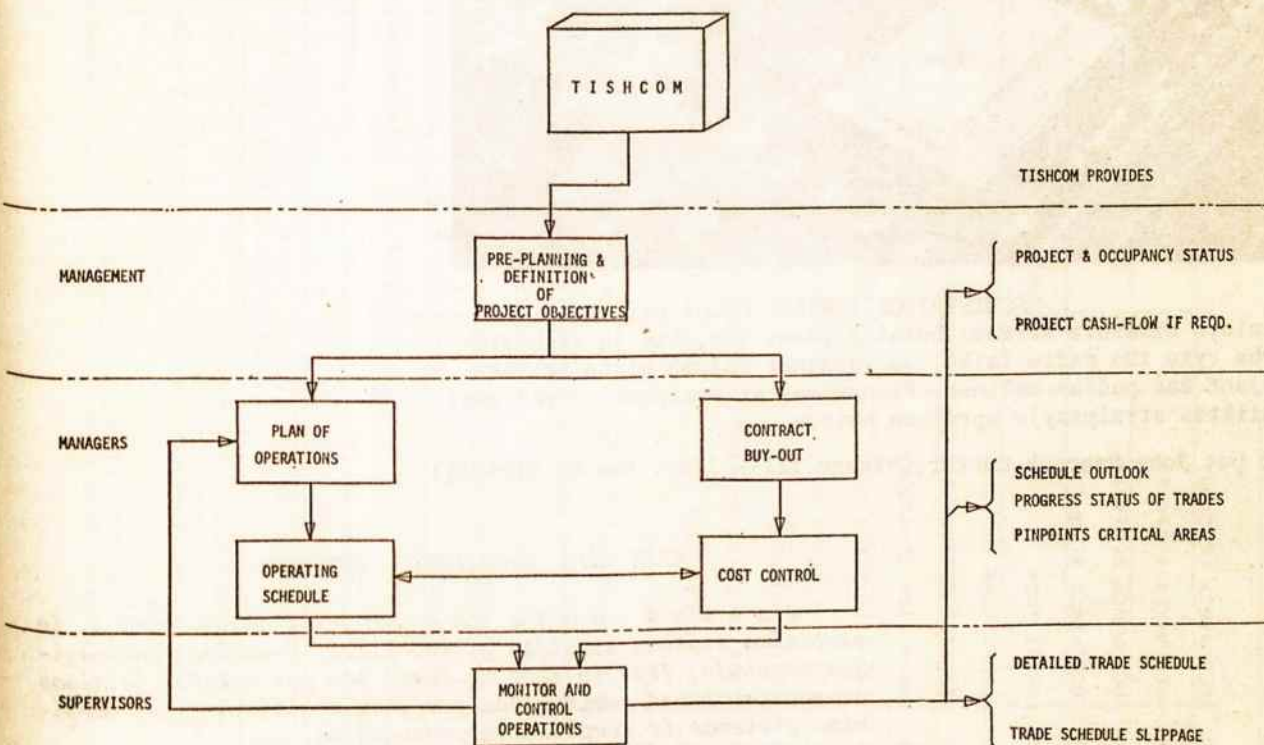 TISHCOM
TISHCOM PROVIDES
MANAGEMENT
PRE-PLANNING &
DEFINITION
OF
PROJECT OBJECTIVES
PROJECT & OCCUPANCY STATUS
PROJECT CASH-FLOW IF REQD.
MANAGERS
PLAN OF
OPERATIONS
CONTRACT
BUY-OUT
SCHEDULE OUTLOOK
PROGRESS STATUS OF TRADES
PINPOINTS CRITICAL AREAS
OPERATING
SCHEDULE
COST CONTROL
SUPERVISORS
MONITOR AND
CONTROL
OPERATIONS
DETAILED TRADE SCHEDULE
TRADE SCHEDULE SLIPPAGE